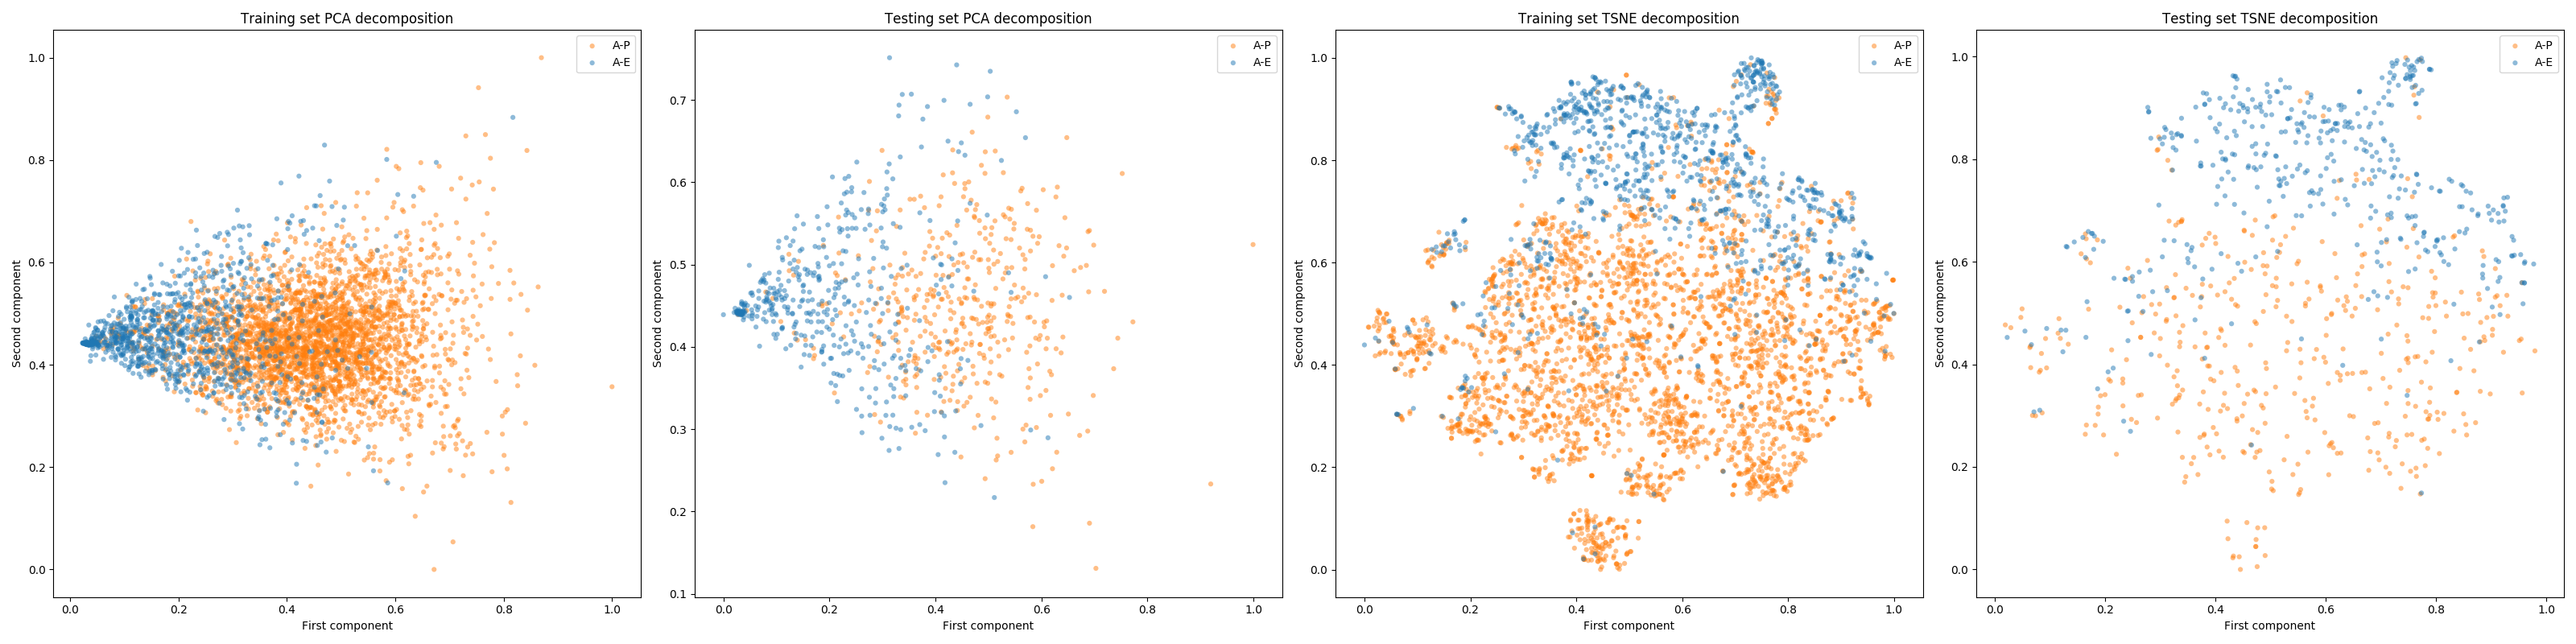 Training set PCA decomposition
A-P
A-E
1.0
0.8
0.6
0.4
0.2
0.0
Second component
0.0 0.2 0.4 0.6 0.8 1.0
First component
Testing set PCA decomposition
A-P
A-E
0.7
0.6
0.5
0.4
0.3
0.2
0.1
Second component
0.0 0.2 0.4 0.6 0.8 1.0
First component
Training set TSNE decomposition
A-P
A-E
1.0
0.8
0.6
0.4
0.2
0.0
Second component
0.0 0.2 0.4 0.6 0.8 1.0
First component
Testing set TSNE decomposition
A-P
A-E
1.0
0.8
0.6
0.4
0.2
0.0
Second component
0.0 0.2 0.4 0.6 0.8 1.0
First component